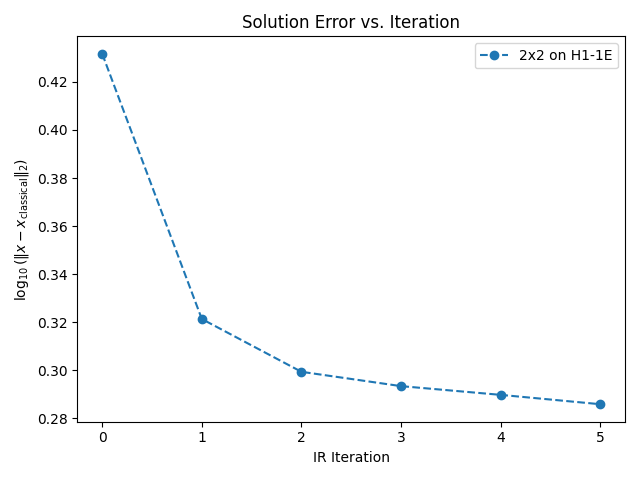 Solution Error vs. Iteration
2x2 on H1-1E
log₁₀ (‖x − x_classical‖₂)
0.42
0.40
0.38
0.36
0.34
0.32
0.30
0.28
0 1 2 3 4 5
IR Iteration